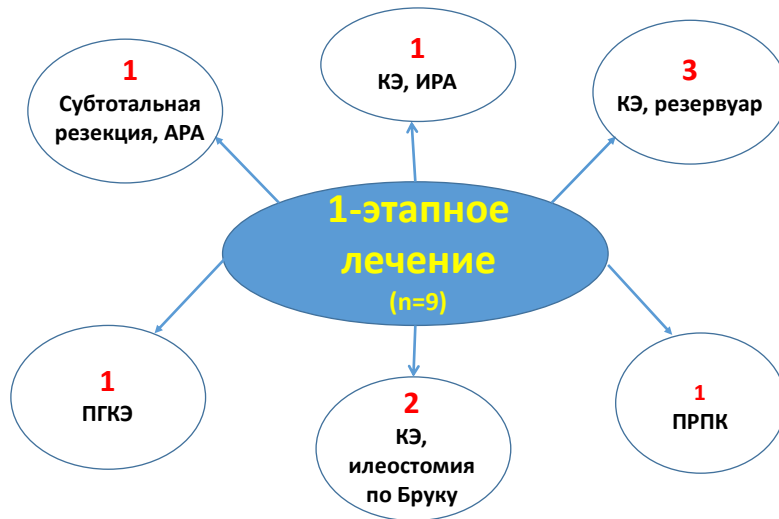 1
Субтотальная
резекция, АРА
1
КЭ, ИРА
3
КЭ, резервуар
1-этапное
лечение
(n=9)
1
ПГКЭ
2
КЭ,
илеостомия
по Бруку
1
ПРПК